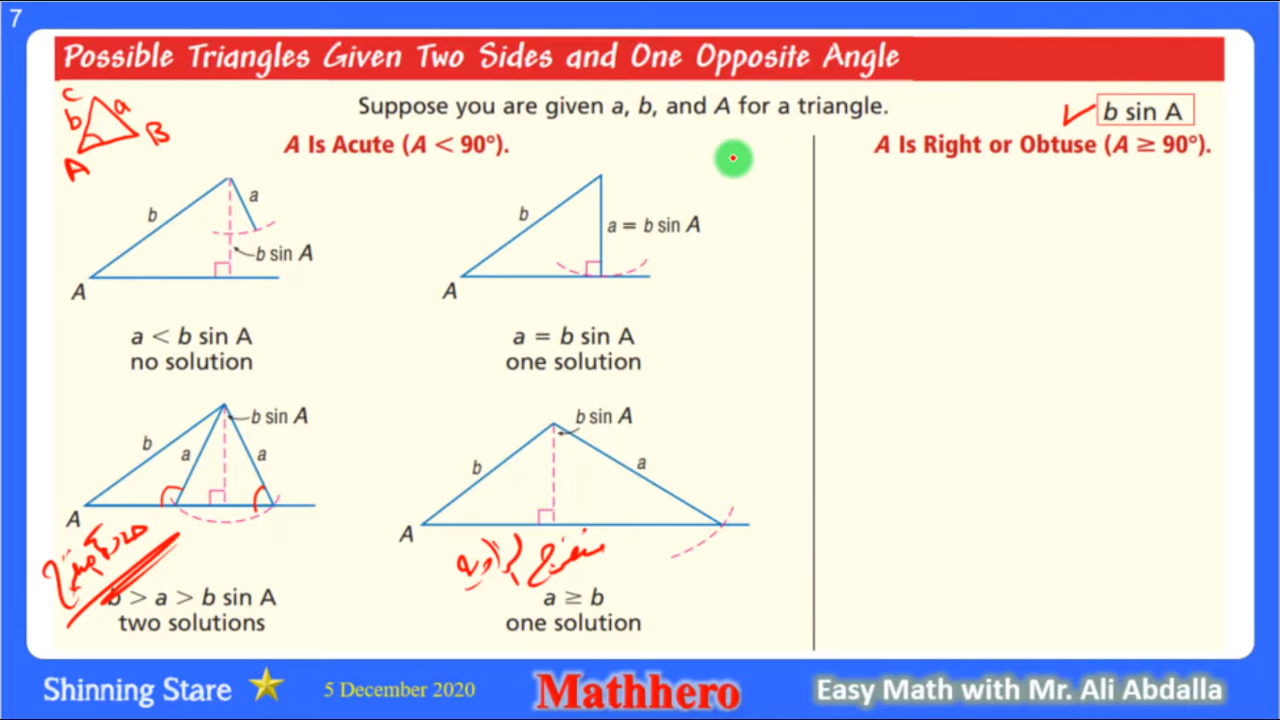 7
Possible Triangles Given Two Sides and One Opposite Angle
Suppose you are given a, b, and A for a triangle.
b sin A
C
b
a
B
A
A Is Acute (A < 90°).
A Is Right or Obtuse (A ≥ 90°).
b
a
b sin A
A
a < b sin A
no solution
b
a = b sin A
A
a = b sin A
one solution
b sin A
b
a
a
A
b > a > b sin A
two solutions
b sin A
b
a
A
a ≥ b
one solution
Shinning Stare
5 December 2020
Mathhero
Easy Math with Mr. Ali Abdalla